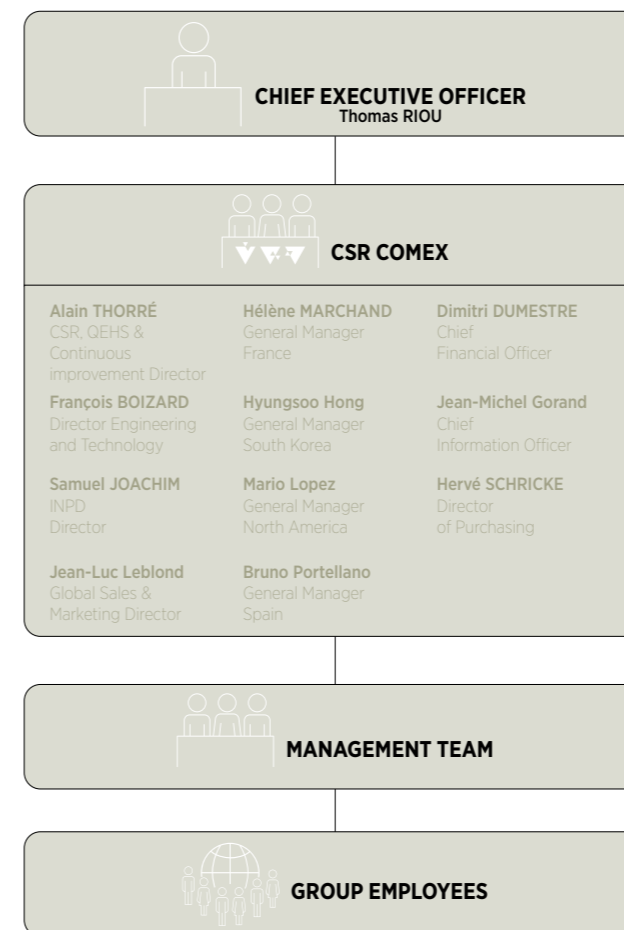 CHIEF EXECUTIVE OFFICER
Thomas RIOU
CSR COMEX
Alain THORRÉ
CSR, QEHS &
Continuous
improvement Director
Hélène MARCHAND
General Manager
France
Dimitri DUMESTRE
Chief
Financial Officer
François BOIZARD
Director Engineering
and Technology
Hyungsoo Hong
General Manager
South Korea
Jean-Michel Gorand
Chief
Information Officer
Samuel JOACHIM
INPD
Director
Mario Lopez
General Manager
North America
Hervé SCHRICKE
Director
of Purchasing
Jean-Luc Leblond
Global Sales &
Marketing Director
Bruno Portellano
General Manager
Spain
MANAGEMENT TEAM
GROUP EMPLOYEES